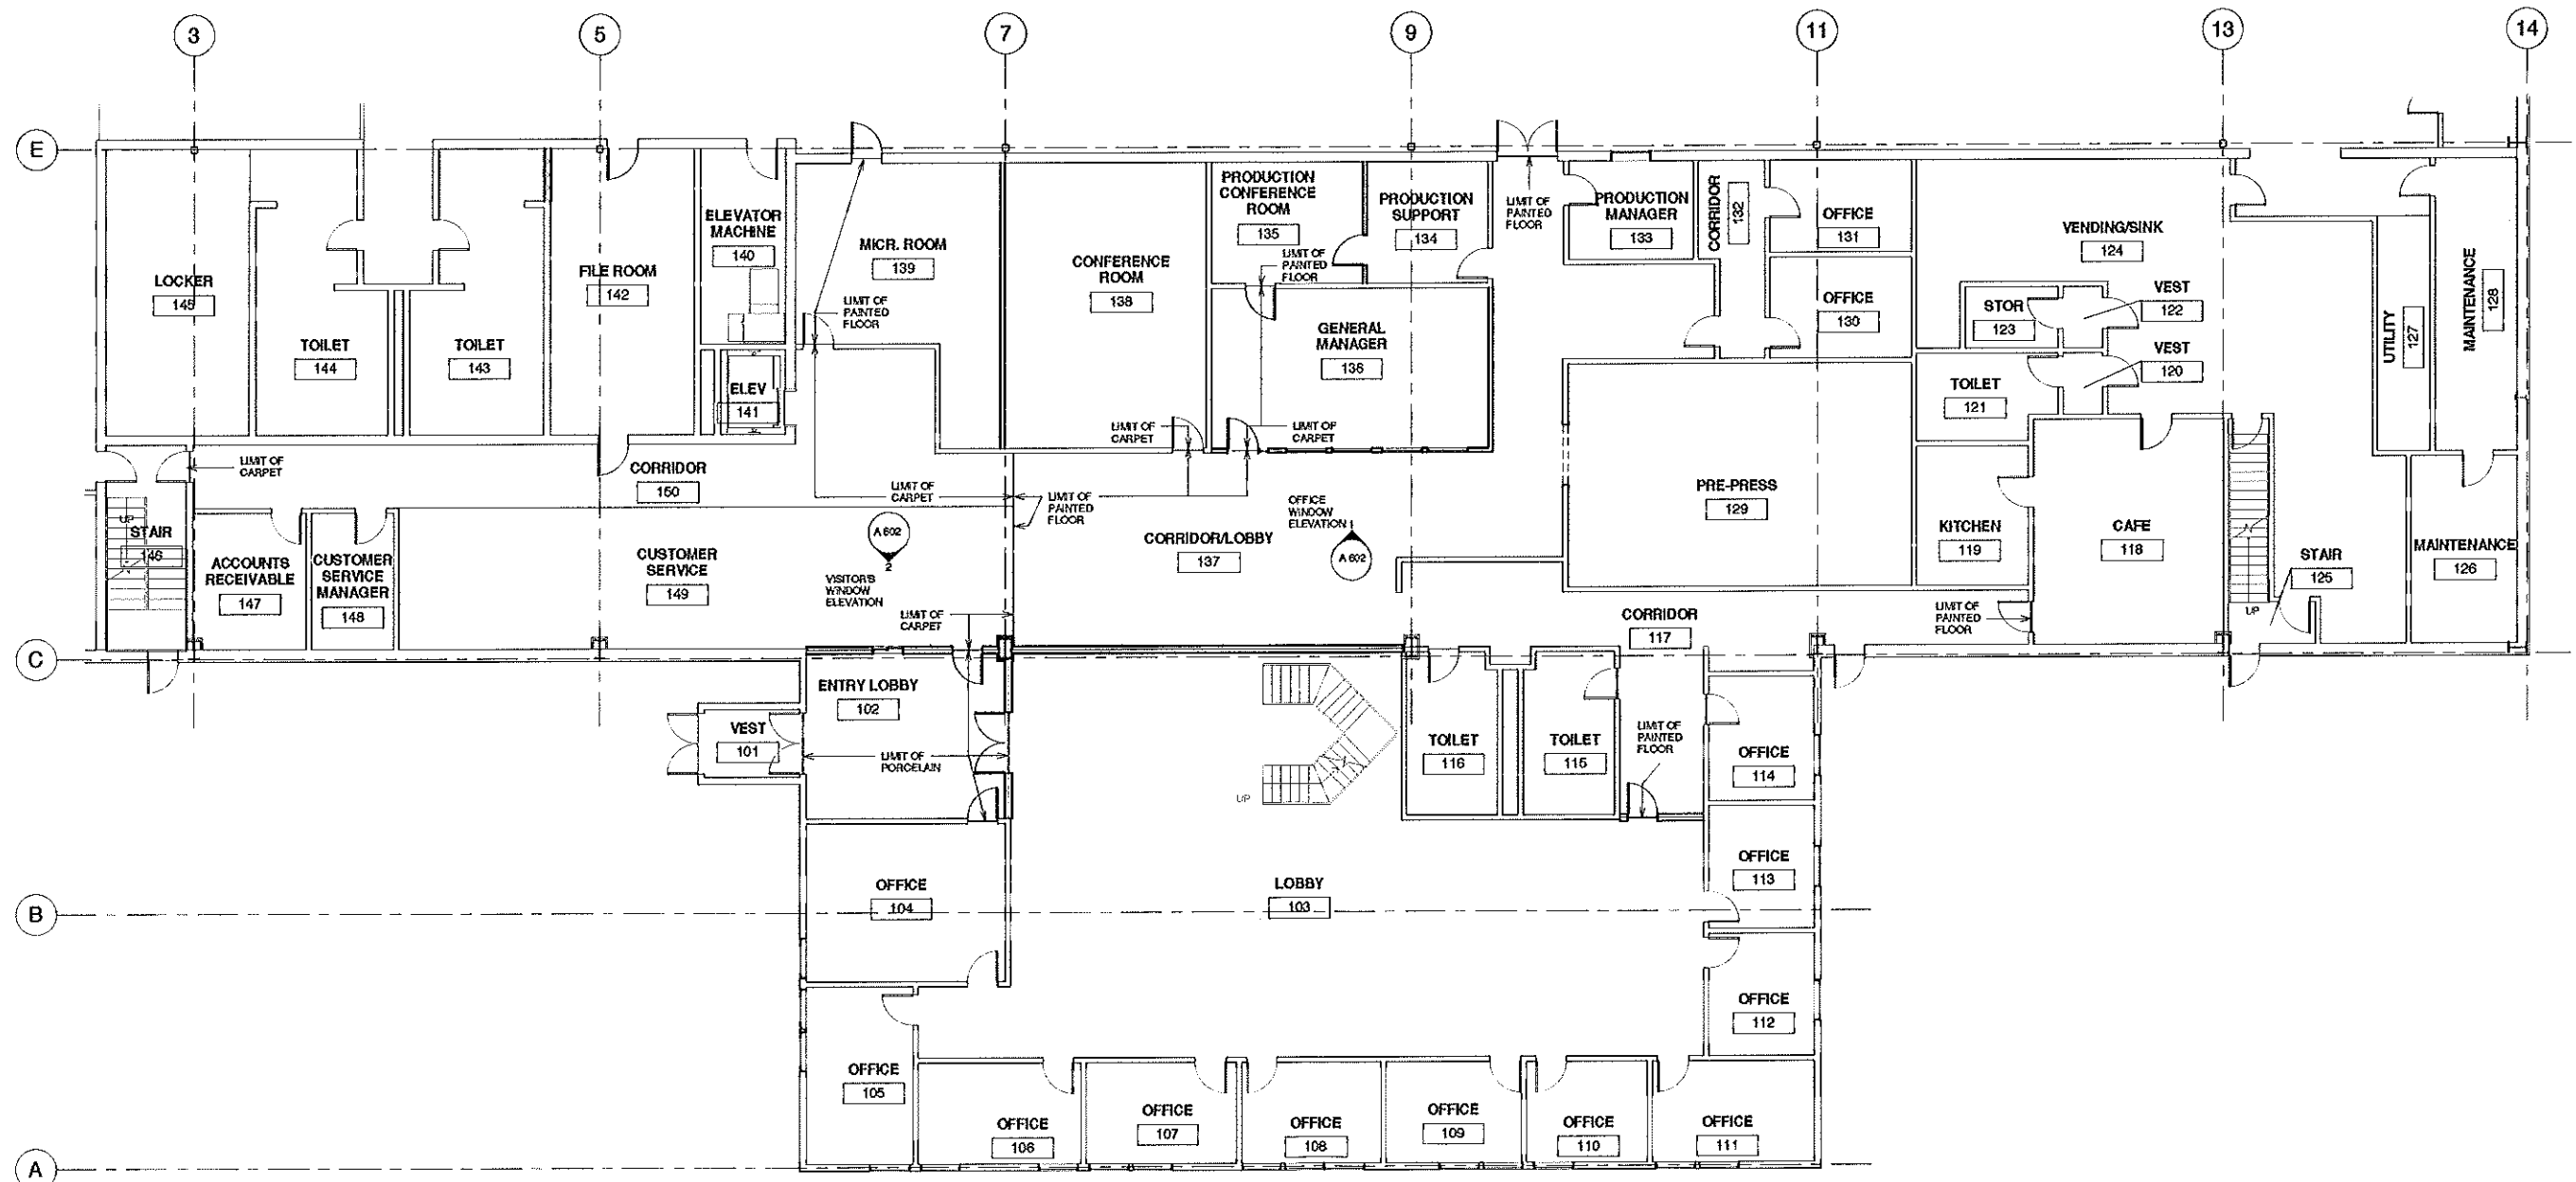 3
5
7
9
11
13
14
E
LOCKER
145
TOILET
144
TOILET
143
FILE ROOM
142
ELEVATOR
MACHINE
140
ELEV
141
MICR. ROOM
139
LIMIT OF
PAINTED
FLOOR
CONFERENCE
ROOM
138
PRODUCTION
CONFERENCE
ROOM
135
LIMIT OF
PAINTED
FLOOR
PRODUCTION
SUPPORT
134
GENERAL
MANAGER
136
LIMIT OF
CARPET
LIMIT OF
CARPET
LIMIT OF
PAINTED
FLOOR
PRODUCTION
MANAGER
133
CORRIDOR
132
OFFICE
131
OFFICE
130
VENDING/SINK
124
STOR
123
VEST
122
VEST
120
TOILET
121
UTILITY
127
MAINTENANCE
128
LIMIT OF
CARPET
CORRIDOR
150
LIMIT OF
CARPET
LIMIT OF
PAINTED
FLOOR
OFFICE
WINDOW
ELEVATION
1
A 602
PRE-PRESS
129
KITCHEN
119
CAFE
118
UP
STAIR
125
MAINTENANCE
126
UP
STAIR
146
ACCOUNTS
RECEIVABLE
147
CUSTOMER
SERVICE
MANAGER
148
CUSTOMER
SERVICE
149
A 602
2
VISITOR'S
WINDOW
ELEVATION
LIMIT OF
CARPET
CORRIDOR/LOBBY
137
CORRIDOR
117
LIMIT OF
PAINTED
FLOOR
C
ENTRY LOBBY
102
VEST
101
LIMIT OF
PORCELAIN
UP
TOILET
116
TOILET
115
LIMIT OF
PAINTED
FLOOR
OFFICE
114
OFFICE
113
B
OFFICE
104
LOBBY
103
OFFICE
112
OFFICE
105
OFFICE
106
OFFICE
107
OFFICE
108
OFFICE
109
OFFICE
110
OFFICE
111
A